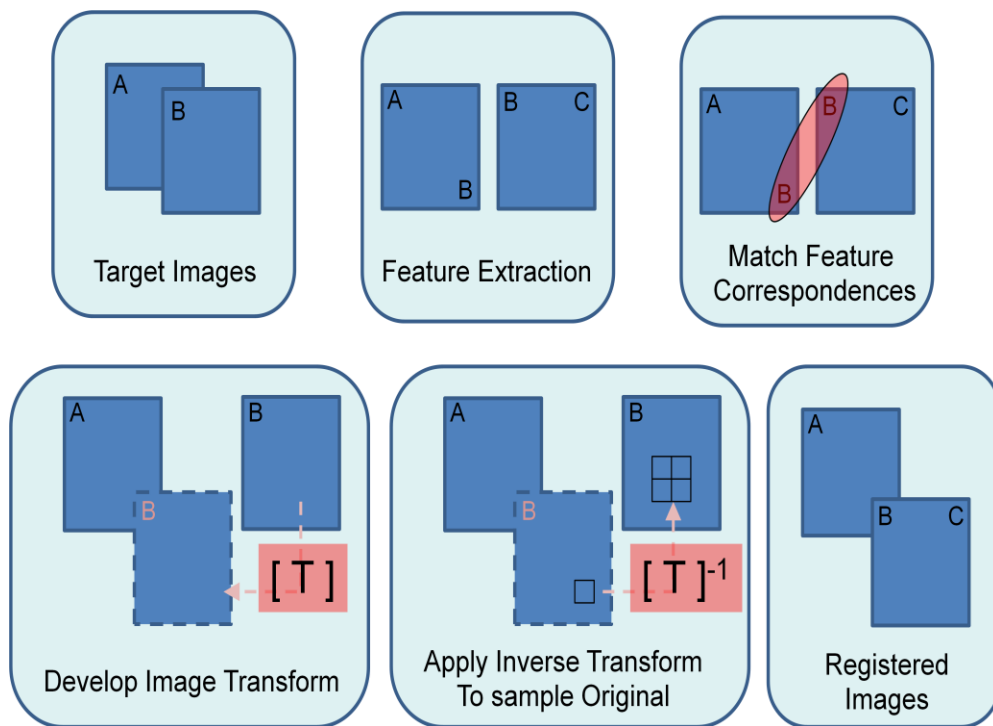 A
B
Target Images
A
B
B
C
Feature Extraction
A
B
B
C
Match Feature
Correspondences
A
B
B
[ T ]
Develop Image Transform
A
B
B
[ T ]-1
Apply Inverse Transform
To sample Original
A
B
C
Registered
Images